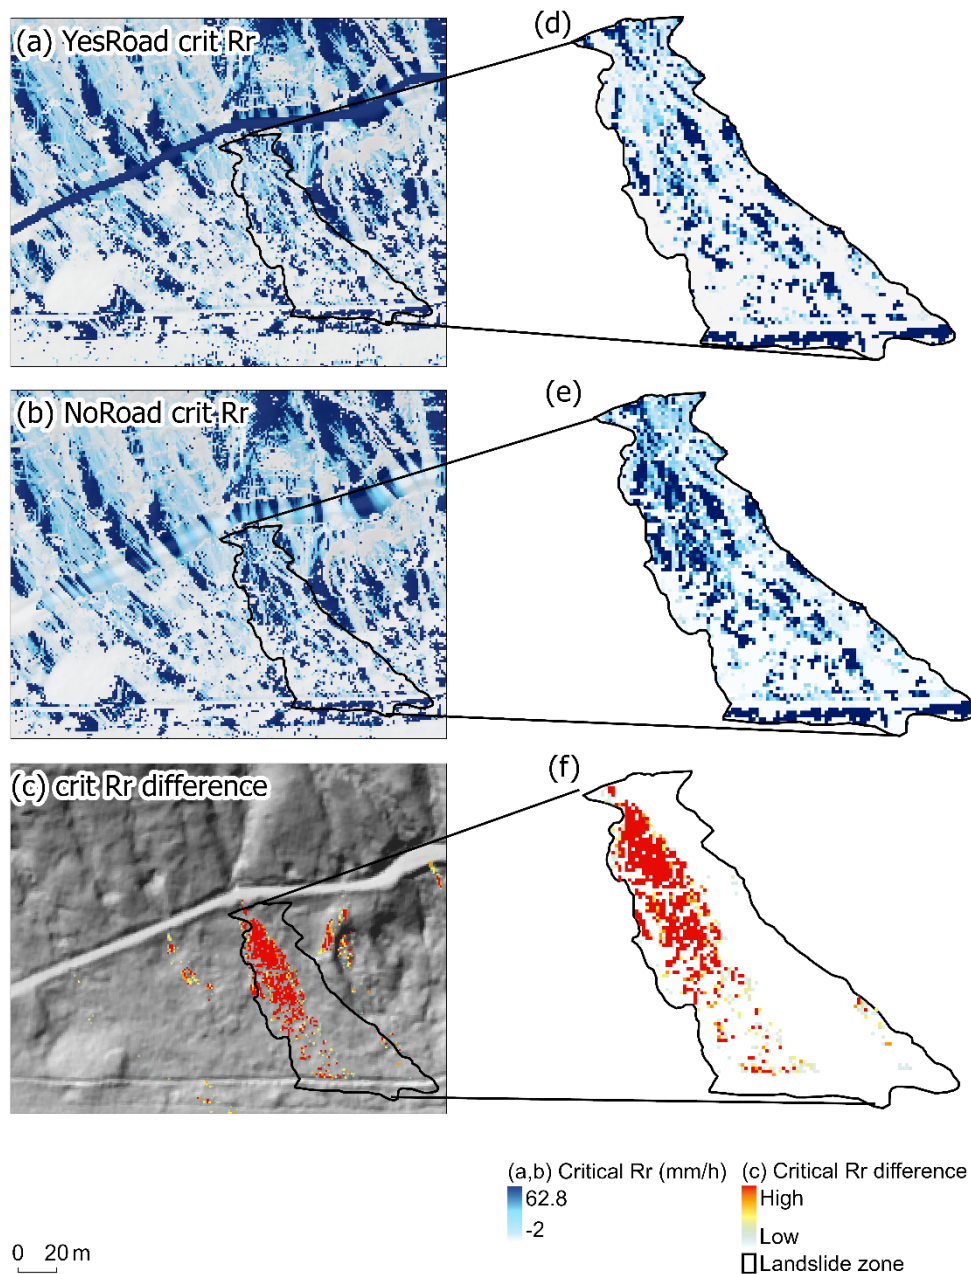 (a) YesRoad crit Rr
(d)
(b) NoRoad crit Rr
(e)
(c) crit Rr difference
(f)
(a,b) Critical Rr (mm/h)
62.8
-2
(c) Critical Rr difference
High
Low
Landslide zone
0 20 m